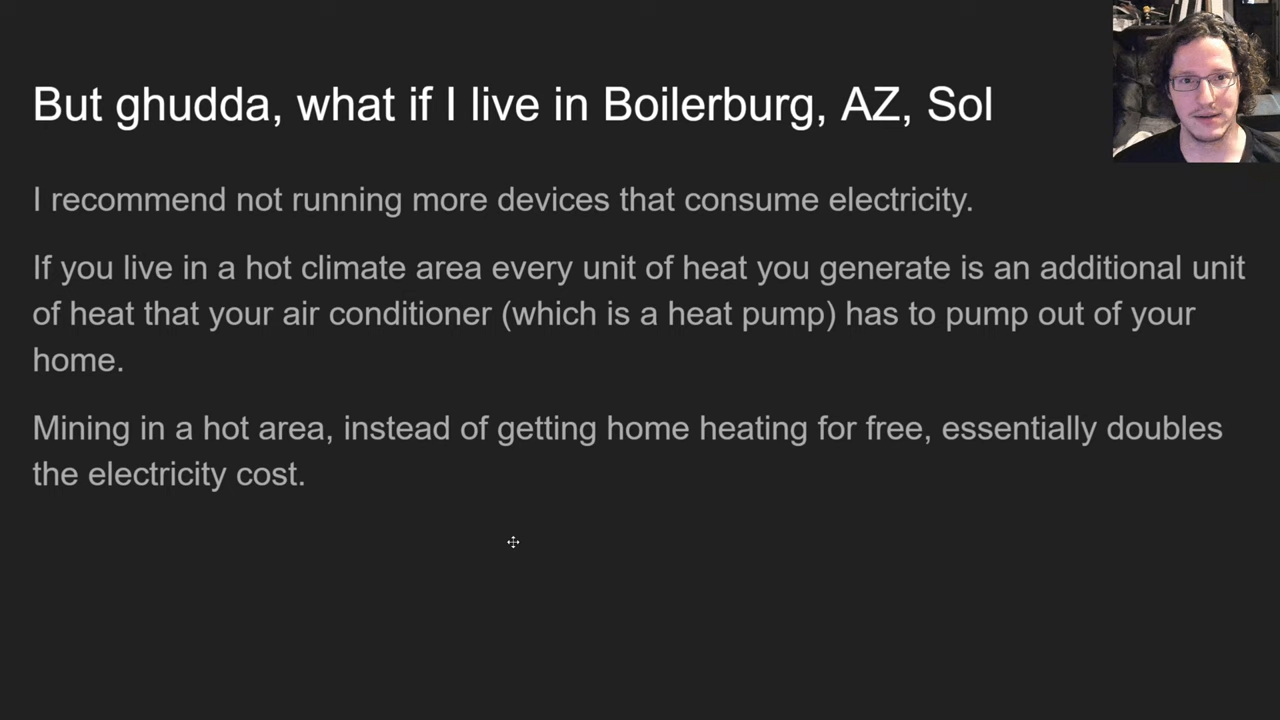 But ghudda, what if I live in Boilerburg, AZ, Sol
I recommend not running more devices that consume electricity.
If you live in a hot climate area every unit of heat you generate is an additional unit
of heat that your air conditioner (which is a heat pump) has to pump out of your
home.
Mining in a hot area, instead of getting home heating for free, essentially doubles
the electricity cost.